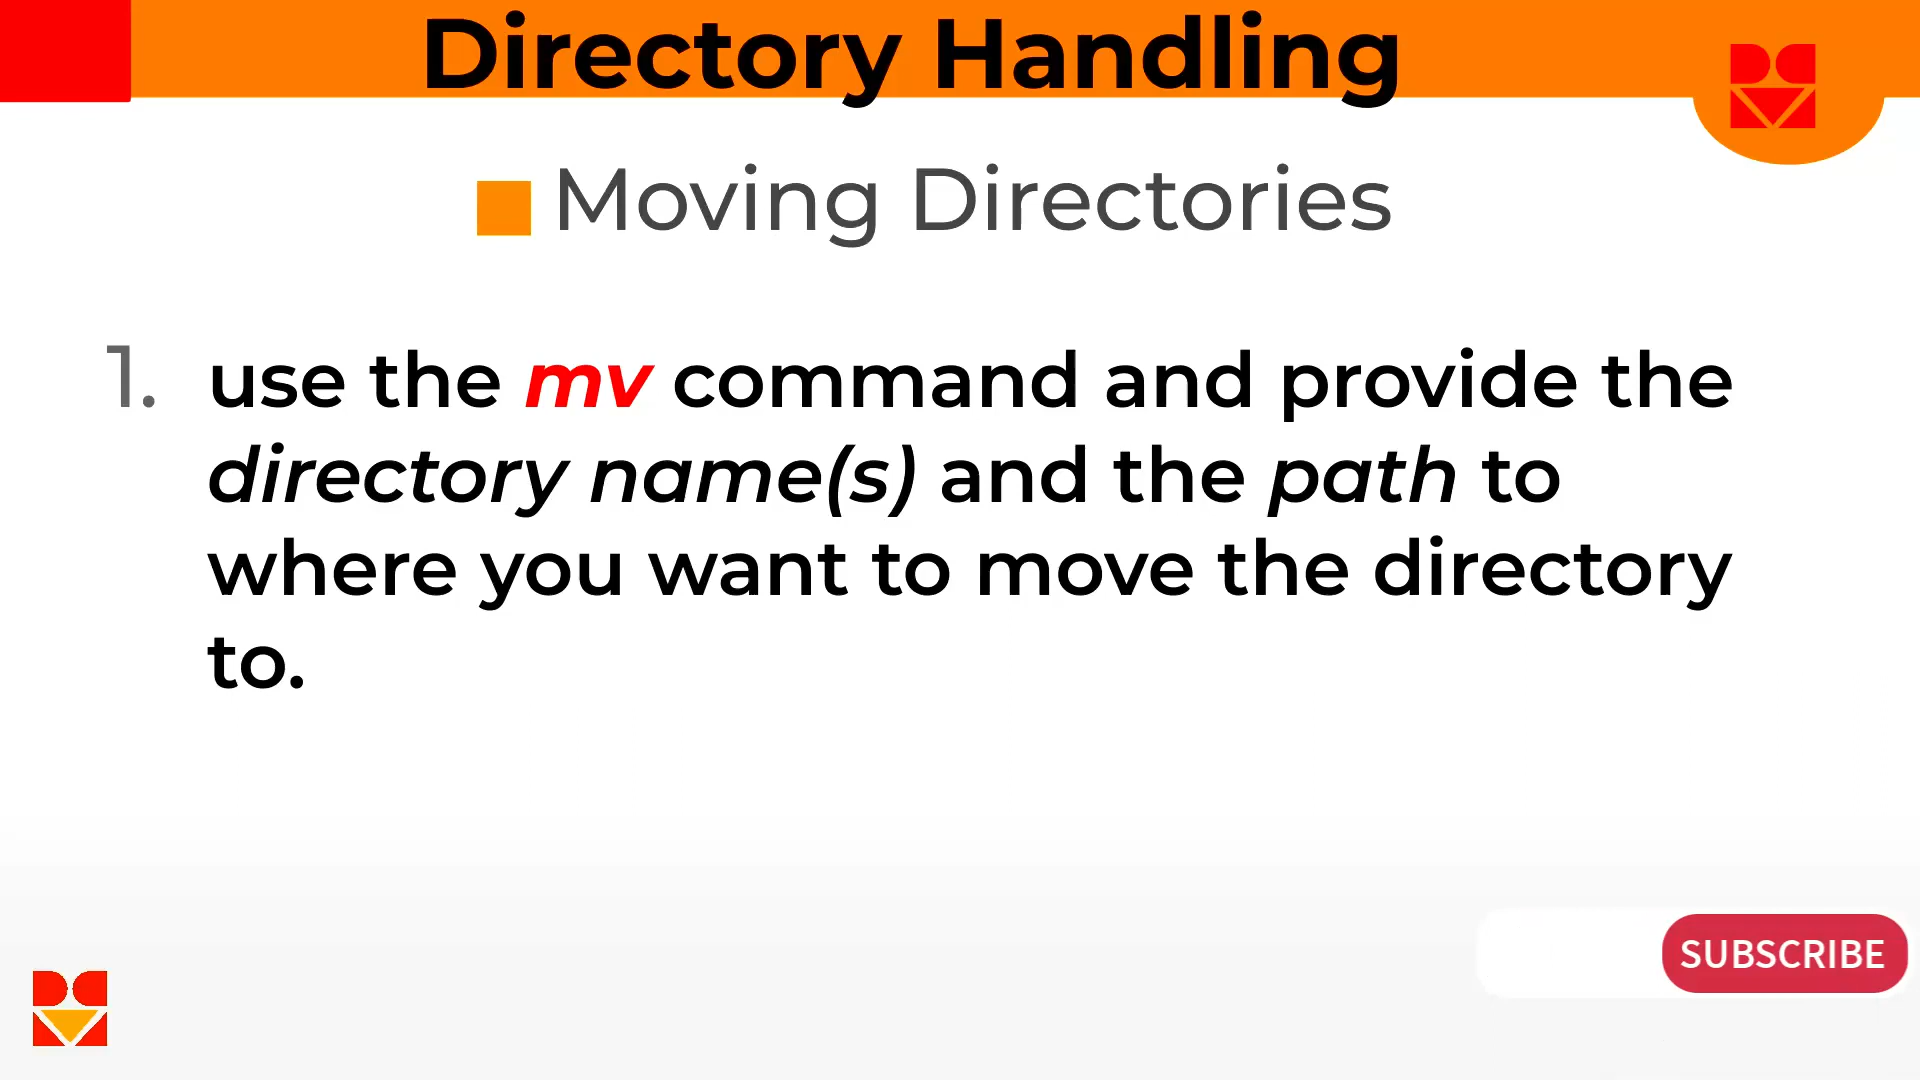 Directory Handling
Moving Directories
1. use the mv command and provide the
directory name(s) and the path to
where you want to move the directory
to.
SUBSCRIBE